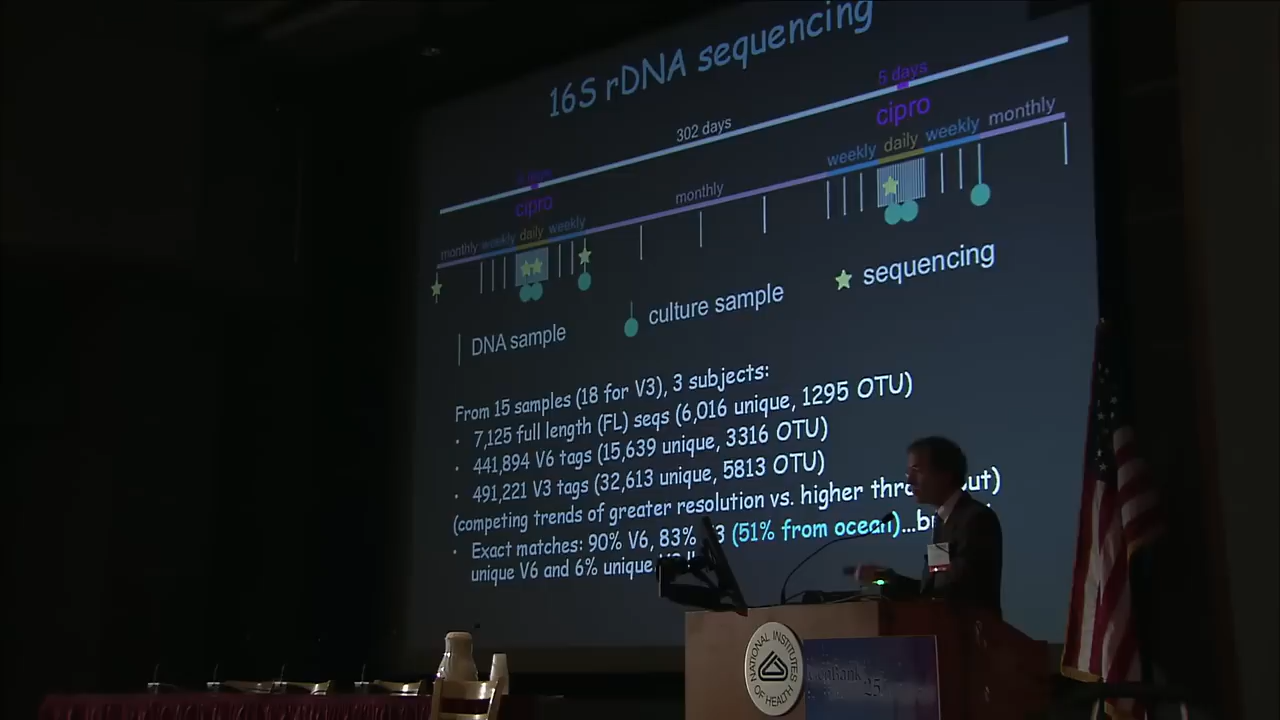 16S rDNA sequencing
5 days
cipro
302 days
monthly
weekly daily weekly
cipro
monthly
monthly weekly daily weekly
sequencing
culture sample
DNA sample
From 15 samples (18 for V3), 3 subjects:
• 7,125 full length (FL) seqs (6,016 unique, 1295 OTU)
• 441,894 V6 tags (15,639 unique, 3316 OTU)
• 491,221 V3 tags (32,613 unique, 5813 OTU)
(competing trends of greater resolution vs. higher
• Exact matches: 90% V6, 83% (51% from ocean)...
unique V6 and 6% unique
NATIONAL INSTITUTES OF HEALTH
GenBank
25